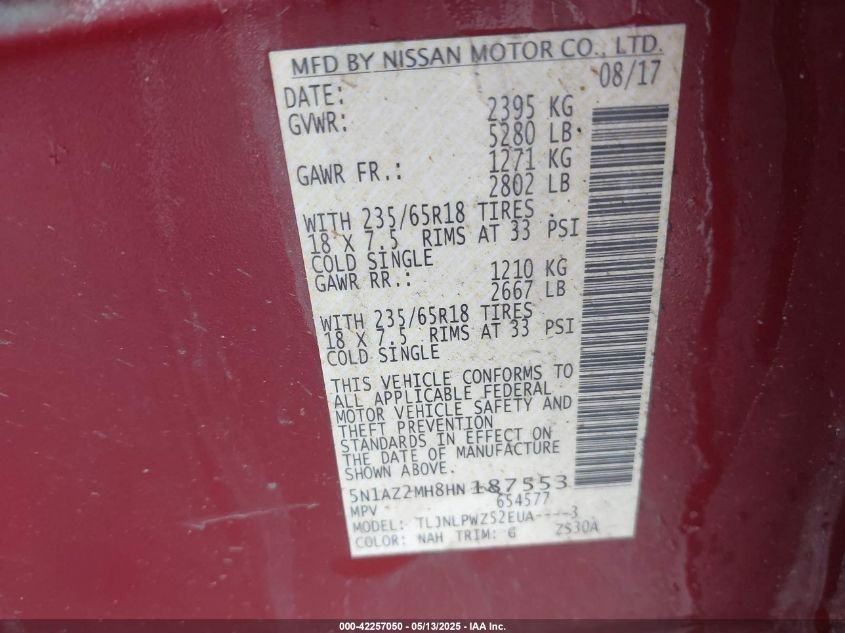 MFD BY NISSAN MOTOR CO., LTD.
DATE: 08/17
GVWR: 2395 KG
5280 LB
GAWR FR.: 1271 KG
2802 LB
WITH 235/65R18 TIRES
18 X 7.5 RIMS AT 33 PSI
COLD SINGLE
GAWR RR.: 1210 KG
2667 LB
WITH 235/65R18 TIRES
18 X 7.5 RIMS AT 33 PSI
COLD SINGLE
THIS VEHICLE CONFORMS TO
ALL APPLICABLE FEDERAL
MOTOR VEHICLE SAFETY AND
THEFT PREVENTION
STANDARDS IN EFFECT ON
THE DATE OF MANUFACTURE
SHOWN ABOVE.
5N1AZ2MH8HN187553
MPV 654577
MODEL: TLJNLPWZ52EUA----3
COLOR: NAH TRIM: G ZS30A
000-42257050 - 05/13/2025 - IAA Inc.